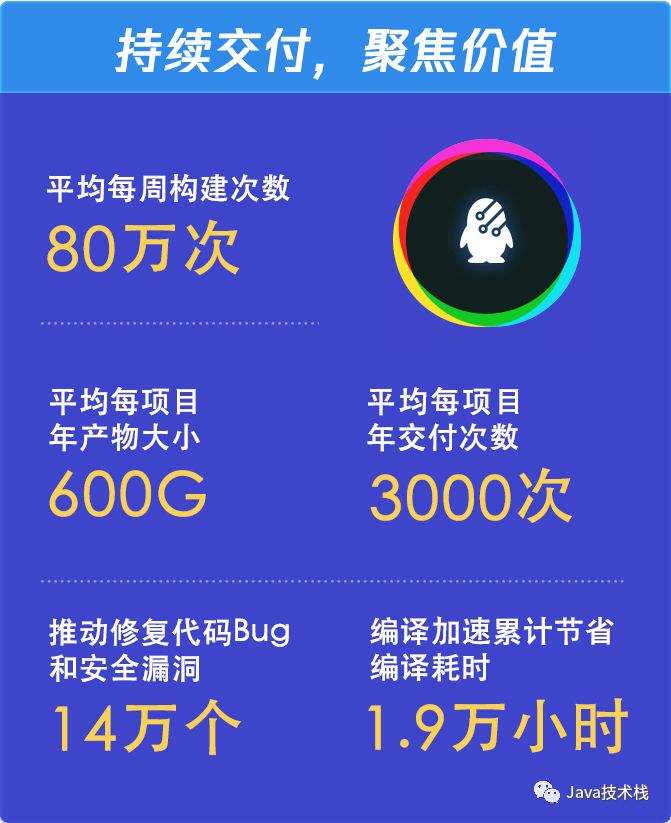 持续交付，聚焦价值
平均每周构建次数
80万次
平均每项目
年产物大小
600G
平均每项目
年交付次数
3000次
推动修复代码Bug
和安全漏洞
14万个
编译加速累计节省
编译耗时
1.9万小时
Java技术栈